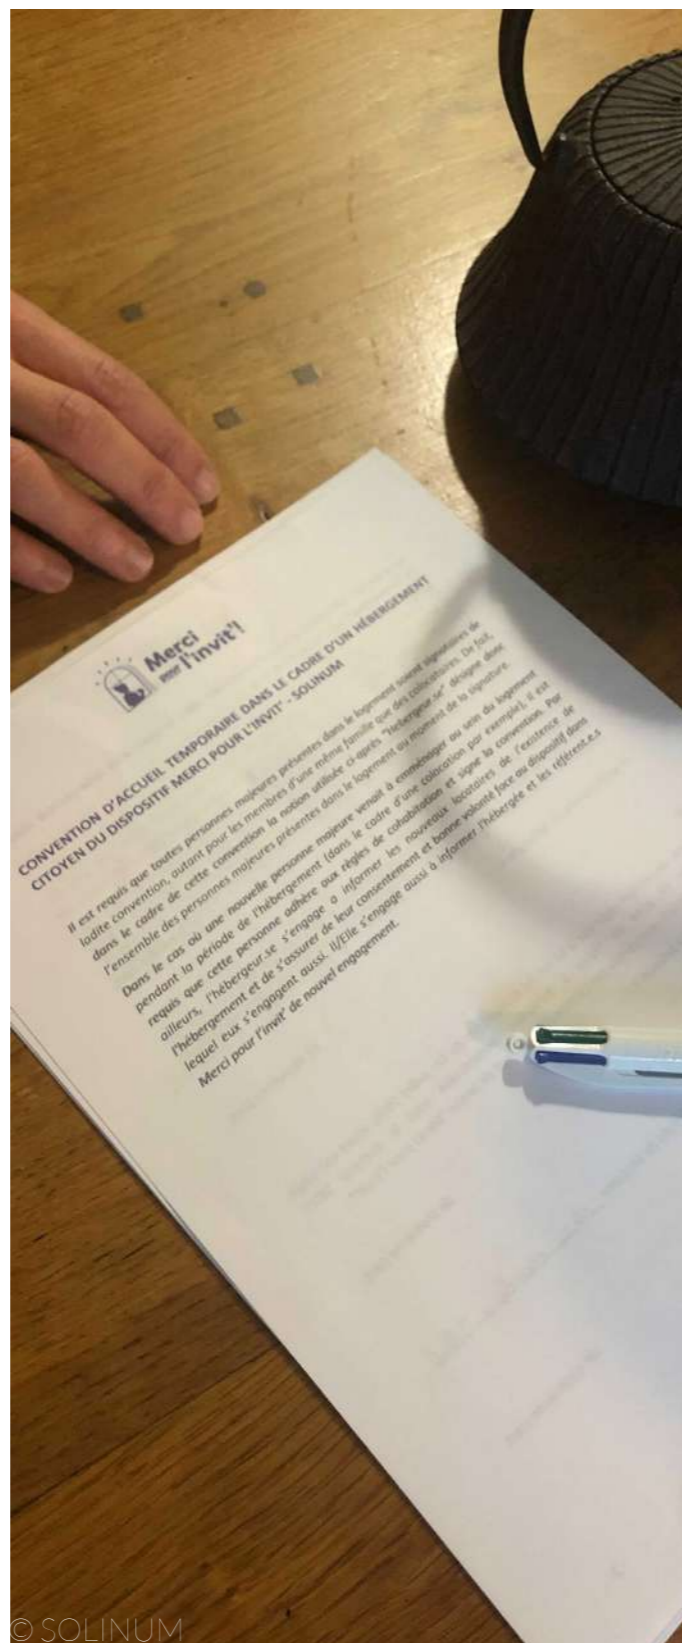 Merci
pour l'invit'!
CONVENTION D'ACCUEIL TEMPORAIRE DANS LE CADRE D'UN HÉBERGEMENT
CITOYEN DU DISPOSITIF MERCI POUR L'INVIT' - SOLINUM
Il est requis que toutes personnes majeures présentes dans le logement soient signataires de
ladite convention, autant pour les membres d'une même famille que des colocataires. De fait,
dans le cadre de cette convention la notion utilisée ci-après "hébergeur.se" désigne donc
l'ensemble des personnes majeures présentes dans le logement au moment de la signature.
Dans le cas où une nouvelle personne majeure venait à emménager au sein du logement
pendant la période de l'hébergement (dans le cadre d'une colocation par exemple), il est
requis que cette personne adhère aux règles de cohabitation et signe la convention. Par
ailleurs, l'hébergeur.se s'engage à informer les nouveaux locataires de l'existence de
l'hébergement et de s'assurer de leur consentement et bonne volonté face au dispositif dans
lequel eux s'engagent aussi. Il/Elle s'engage aussi à informer l'hébergée et les référent.e.s
Merci pour l'invit' de nouvel engagement.
© SOLINUM